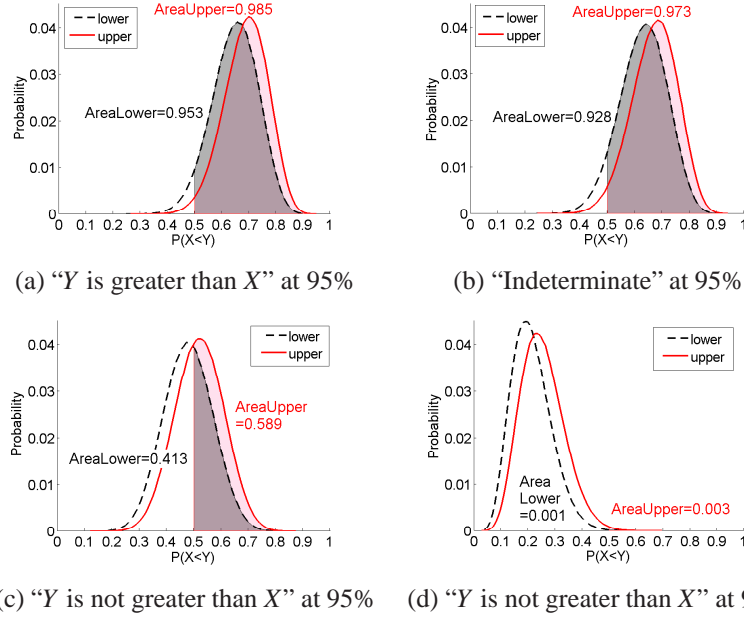 AreaUpper=0.985
0.04
lower
upper
0.03
Probability
AreaLower=0.953
0.02
0.01
0
0 0.1 0.2 0.3 0.4 0.5 0.6 0.7 0.8 0.9 1
P(X<Y)
(a) “Y is greater than X” at 95%
AreaUpper=0.973
0.04
lower
upper
0.03
Probability
AreaLower=0.928
0.02
0.01
0
0 0.1 0.2 0.3 0.4 0.5 0.6 0.7 0.8 0.9 1
P(X<Y)
(b) “Indeterminate” at 95%
0.04
lower
upper
0.03
Probability
AreaUpper
=0.589
0.02
AreaLower=0.413
0.01
0
0 0.1 0.2 0.3 0.4 0.5 0.6 0.7 0.8 0.9 1
P(X<Y)
(c) “Y is not greater than X” at 95%
0.04
lower
upper
0.03
Probability
0.02
0.01
Area
Lower
=0.001
AreaUpper=0.003
0
0 0.1 0.2 0.3 0.4 0.5 0.6 0.7 0.8 0.9 1
P(X<Y)
(d) “Y is not greater than X” at 9